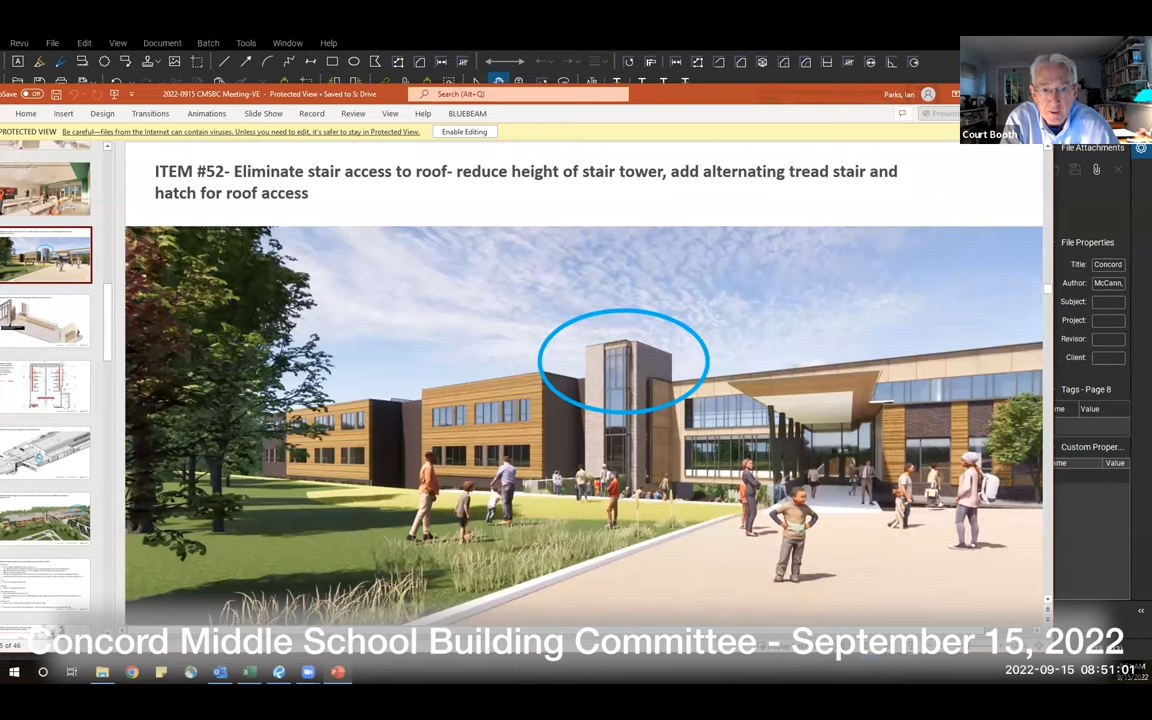 Revu File Edit View Document Batch Tools Window Help
2022-0915 CMSBC Meeting-VE - Protected View • Saved to S: Drive
Search (Alt+Q)
Parks, Ian
Home Insert Design Transitions Animations Slide Show Record Review View Help BLUEBEAM
PROTECTED VIEW Be careful—files from the Internet can contain viruses. Unless you need to edit, it's safer to stay in Protected View. Enable Editing
Court Booth
ITEM #52- Eliminate stair access to roof- reduce height of stair tower, add alternating tread stair and
hatch for roof access
File Attachments
File Properties
Title: Concord
Author: McCann,
Subject:
Project:
Revisor:
Client:
Tags - Page 8
Value
Custom Proper...
Value
of 46
Concord Middle School Building Committee - September 15, 2022
2022-09-15 08:51:01
9/15/2022